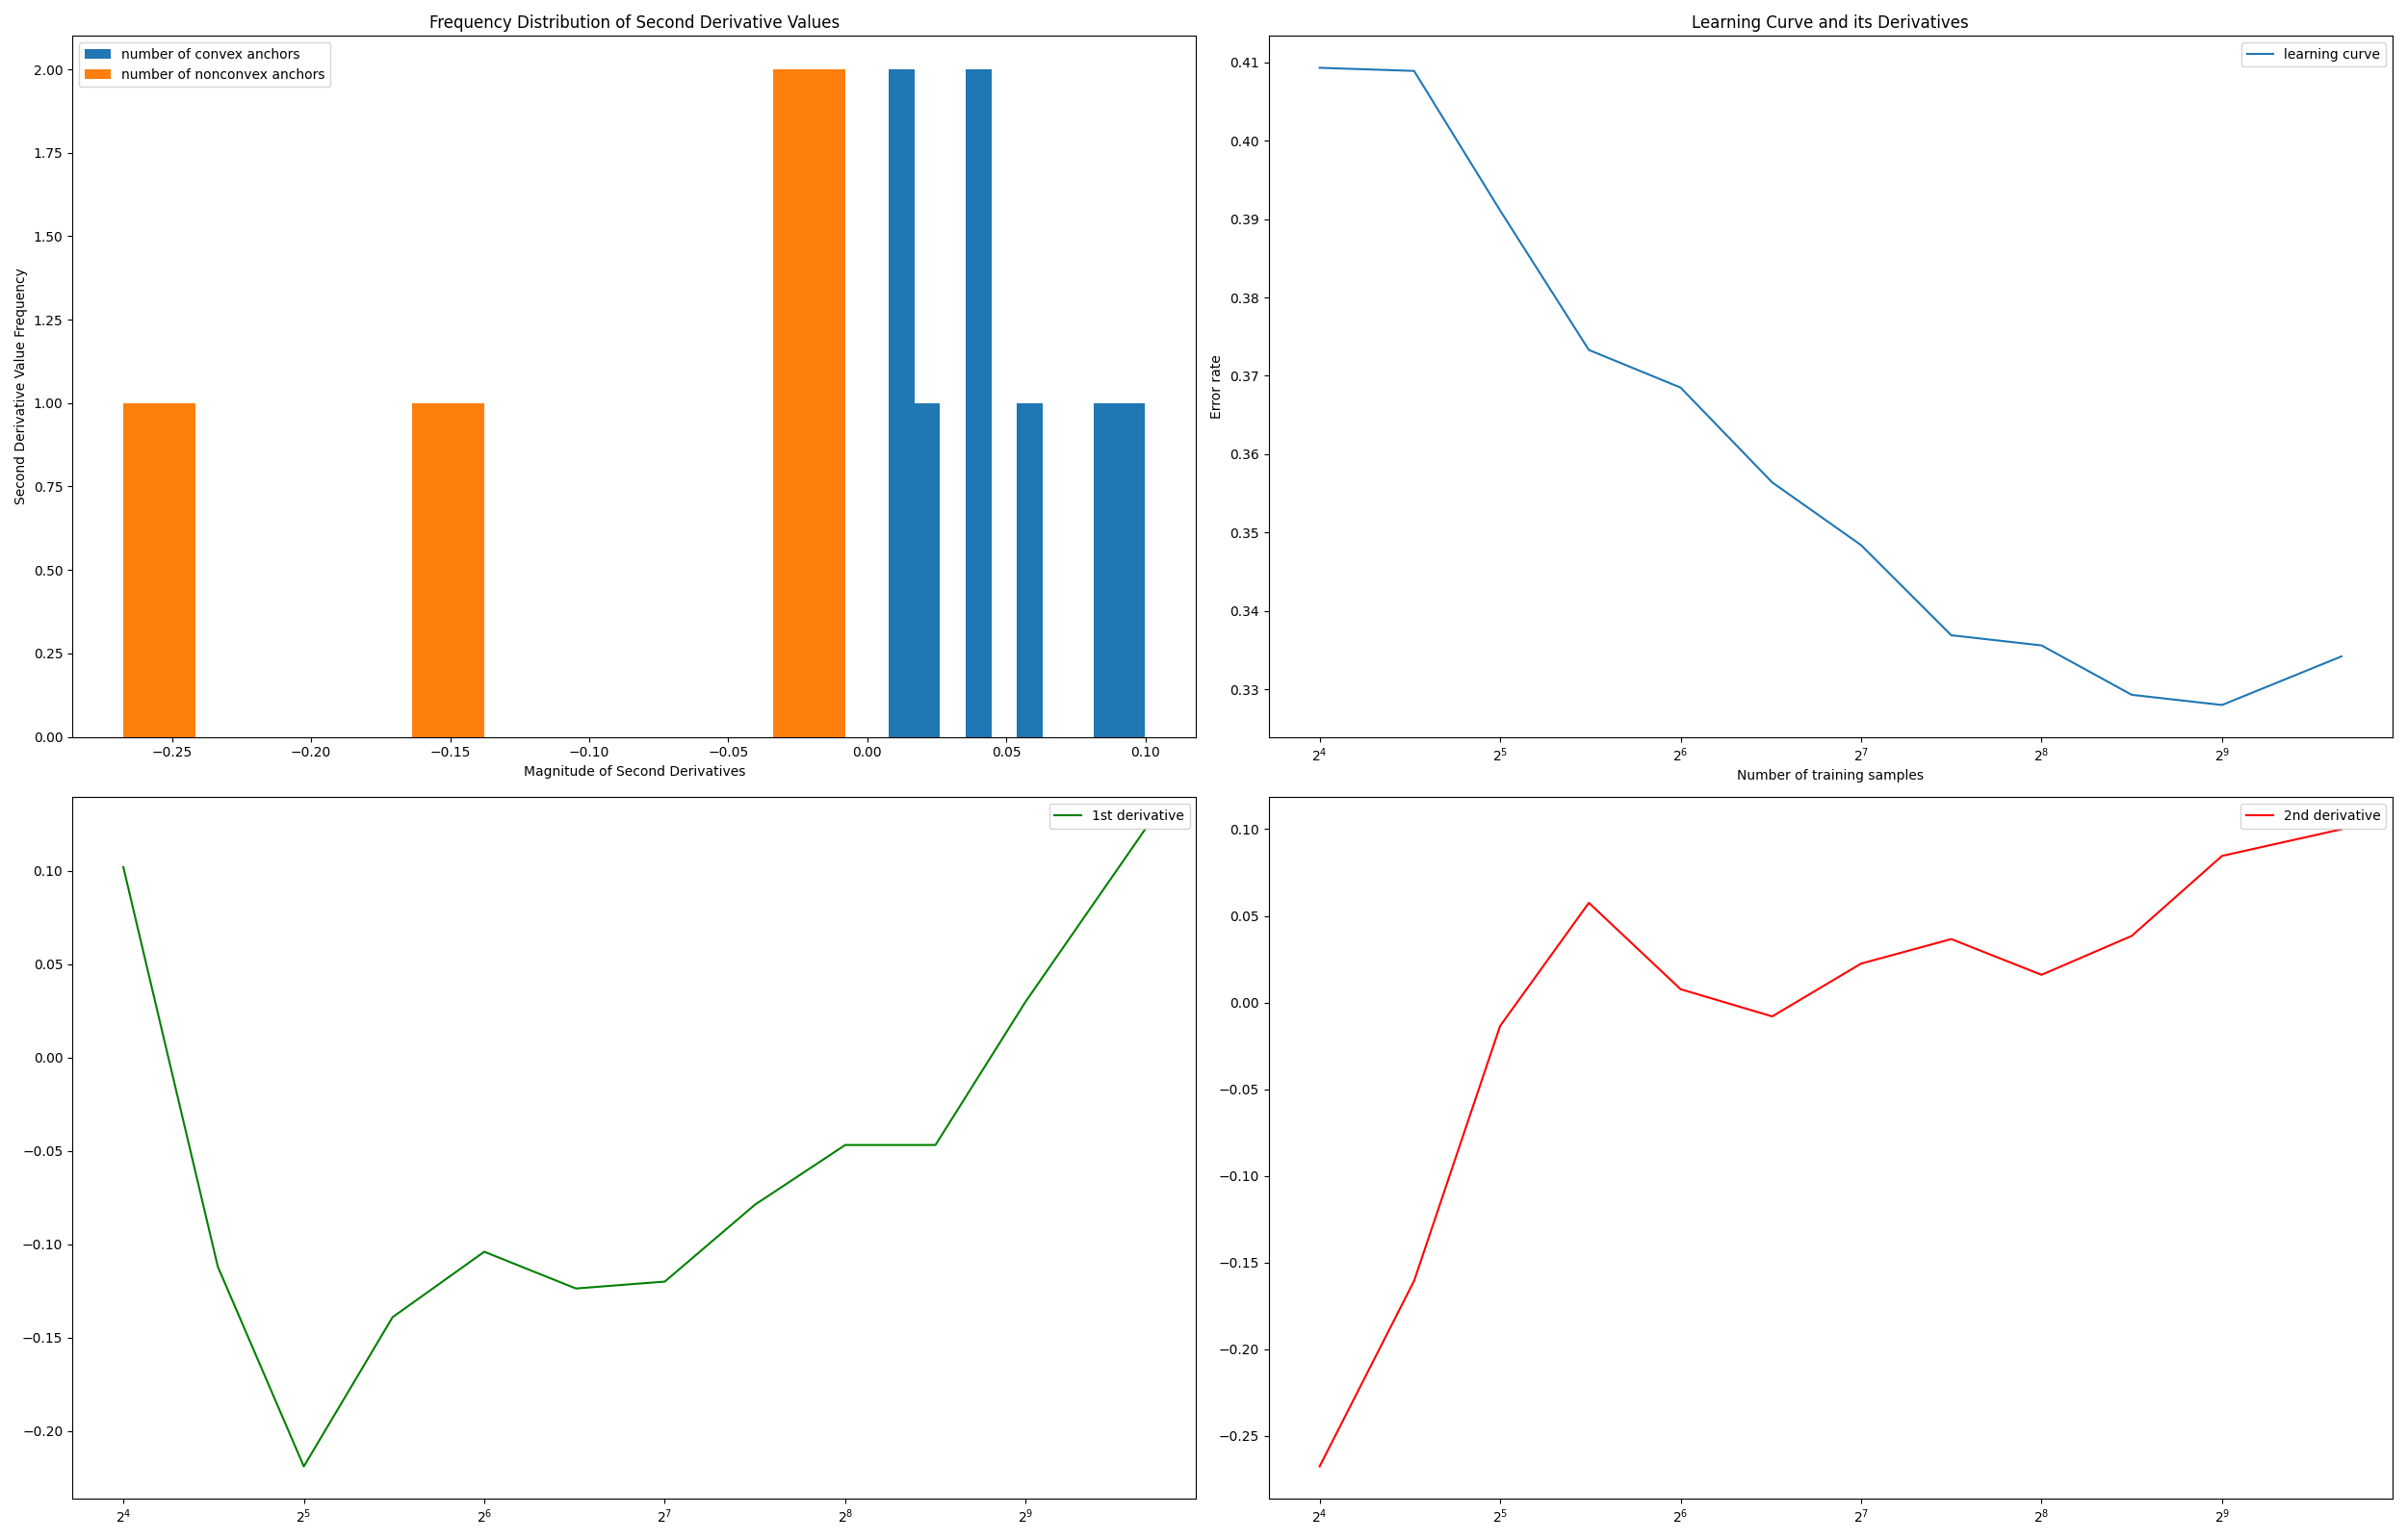 Frequency Distribution of Second Derivative Values
number of convex anchors
number of nonconvex anchors
Second Derivative Value Frequency
2.00
1.75
1.50
1.25
1.00
0.75
0.50
0.25
0.00
−0.25 −0.20 −0.15 −0.10 −0.05 0.00 0.05 0.10
Magnitude of Second Derivatives
Learning Curve and its Derivatives
learning curve
Error rate
0.41
0.40
0.39
0.38
0.37
0.36
0.35
0.34
0.33
2⁴ 2⁵ 2⁶ 2⁷ 2⁸ 2⁹
Number of training samples
1st derivative
0.10
0.05
0.00
−0.05
−0.10
−0.15
−0.20
2⁴ 2⁵ 2⁶ 2⁷ 2⁸ 2⁹
2nd derivative
0.10
0.05
0.00
−0.05
−0.10
−0.15
−0.20
−0.25
2⁴ 2⁵ 2⁶ 2⁷ 2⁸ 2⁹